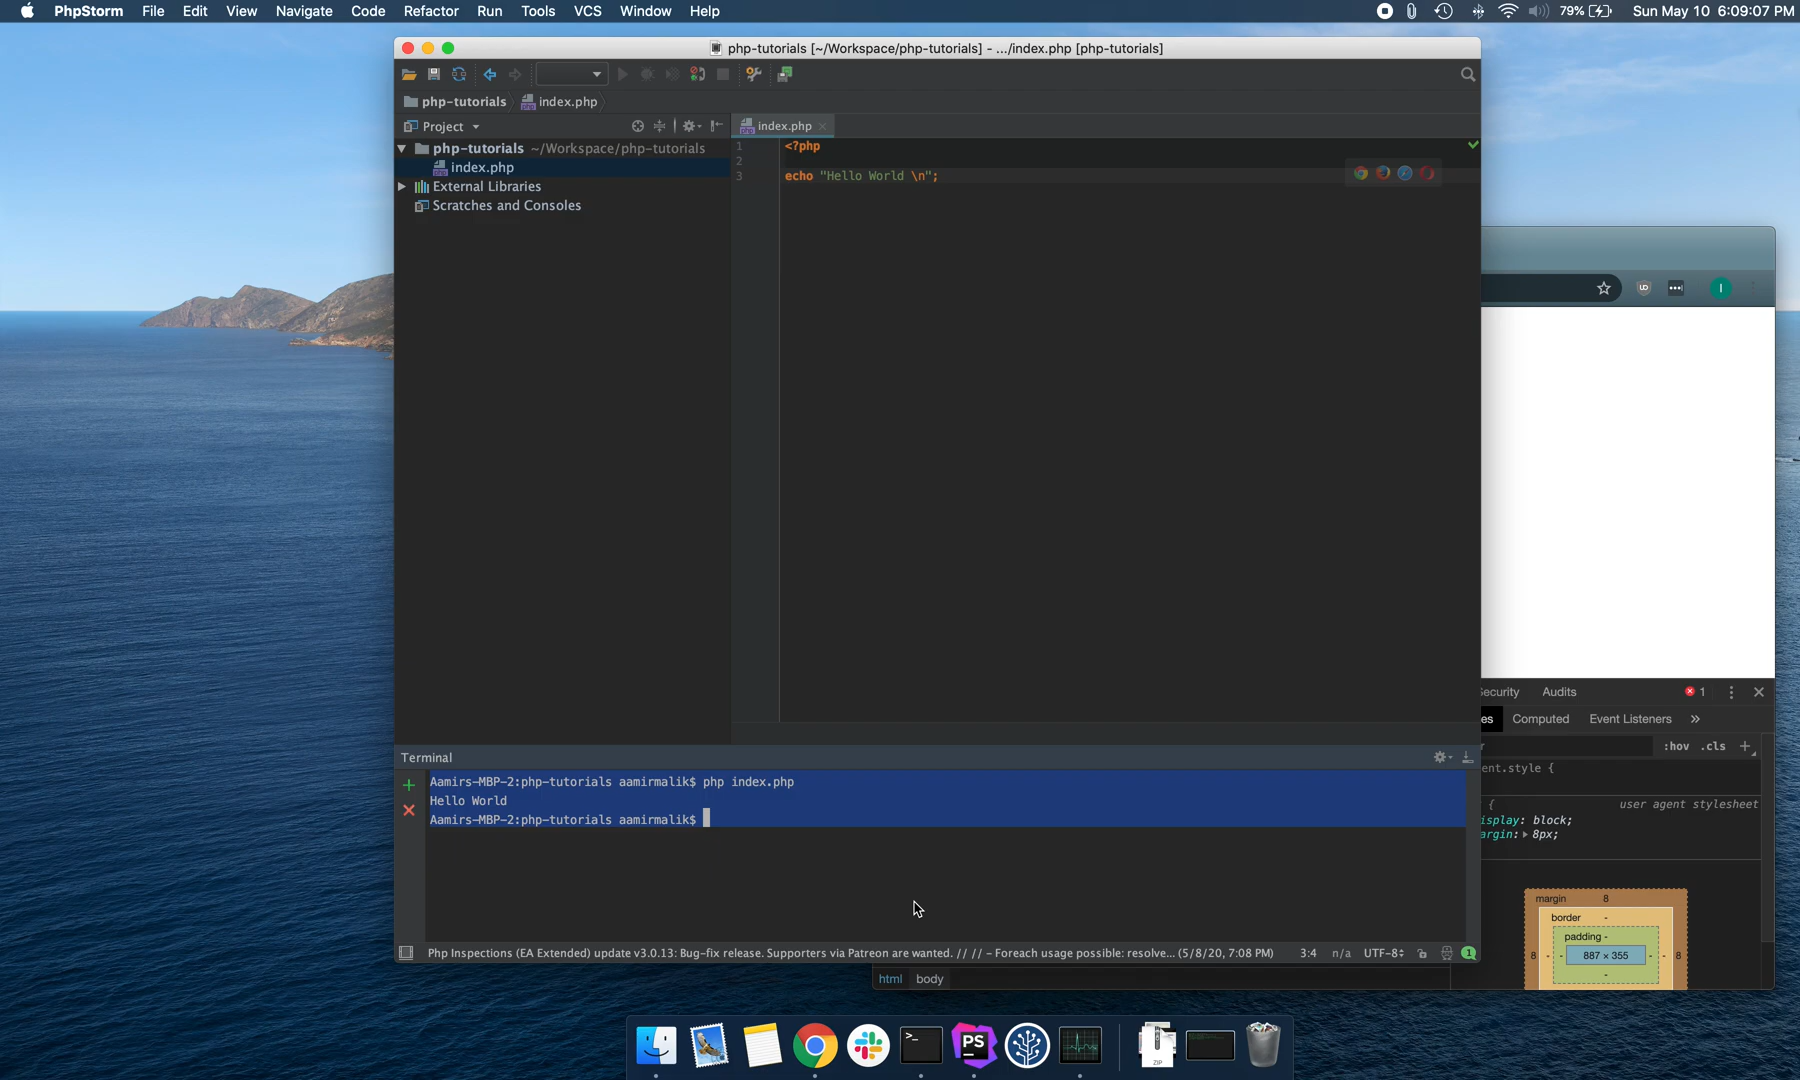 PhpStorm File Edit View Navigate Code Refactor Run Tools VCS Window Help 79% Sun May 10 6:09:07 PM
php-tutorials [~/Workspace/php-tutorials] - .../index.php [php-tutorials]
php-tutorials index.php
Project
index.php
php-tutorials ~/Workspace/php-tutorials
index.php
External Libraries
Scratches and Consoles
1 <?php
2
3 echo "Hello World \n";
Terminal
Aamirs-MBP-2:php-tutorials aamirmalik$ php index.php
Hello World
Aamirs-MBP-2:php-tutorials aamirmalik$
Php Inspections (EA Extended) update v3.0.13: Bug-fix release. Supporters via Patreon are wanted. // // - Foreach usage possible: resolve... (5/8/20, 7:08 PM) 3:4 n/a UTF-8 1
I
ecurity Audits 1
es Computed Event Listeners »
r :hov .cls +
ent.style {
{ user agent stylesheet
isplay: block;
argin: 8px;
margin 8
border -
padding -
8 - - 887 × 355 - - 8
-
html body
>_ PS
ZIP